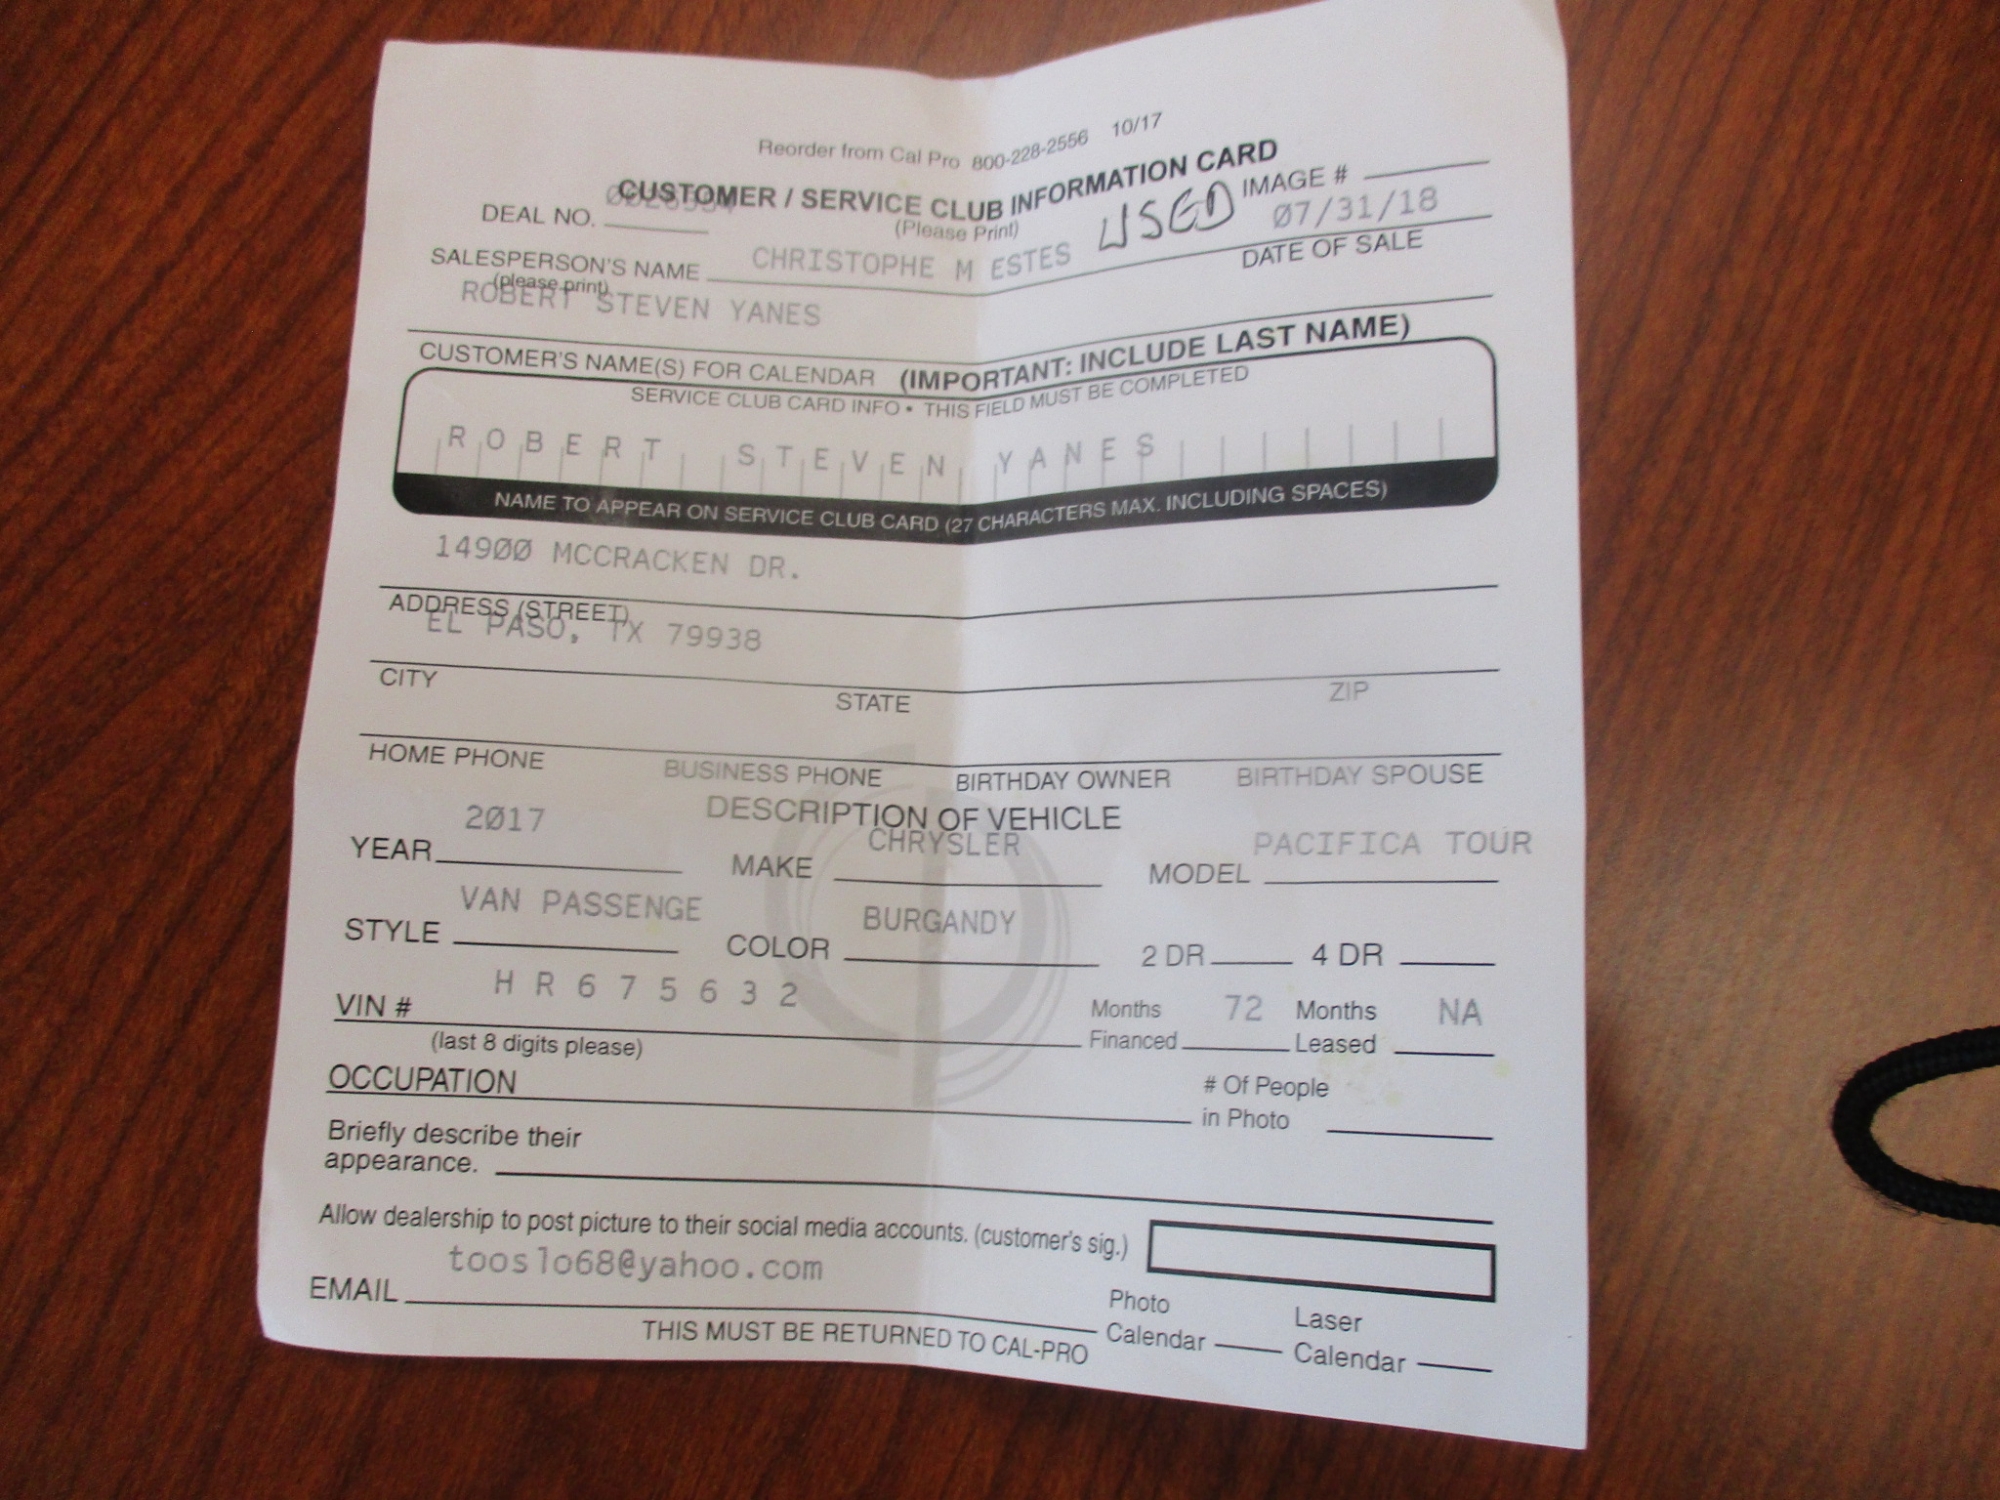 Reorder from Cal Pro 800-228-2556 10/17
CUSTOMER / SERVICE CLUB INFORMATION CARD
(Please Print)
USED
IMAGE #
DEAL NO.
07/31/18
DATE OF SALE
SALESPERSON'S NAME CHRISTOPHE M ESTES
(please print)
ROBERT STEVEN YANES
CUSTOMER'S NAME(S) FOR CALENDAR (IMPORTANT: INCLUDE LAST NAME)
SERVICE CLUB CARD INFO • THIS FIELD MUST BE COMPLETED
ROBERT STEVEN YANES
NAME TO APPEAR ON SERVICE CLUB CARD (27 CHARACTERS MAX. INCLUDING SPACES)
14900 MCCRACKEN DR.
ADDRESS (STREET)
EL PASO, TX 79938
CITY STATE ZIP
HOME PHONE BUSINESS PHONE BIRTHDAY OWNER BIRTHDAY SPOUSE
DESCRIPTION OF VEHICLE
YEAR 2017 MAKE CHRYSLER MODEL PACIFICA TOUR
STYLE VAN PASSENGE COLOR BURGANDY 2 DR 4 DR
VIN # HR675632 Months Financed 72 Months Leased NA
(last 8 digits please)
OCCUPATION # Of People in Photo
Briefly describe their
appearance.
Allow dealership to post picture to their social media accounts. (customer's sig.)
EMAIL tooslo68@yahoo.com Photo Calendar Laser Calendar
THIS MUST BE RETURNED TO CAL-PRO